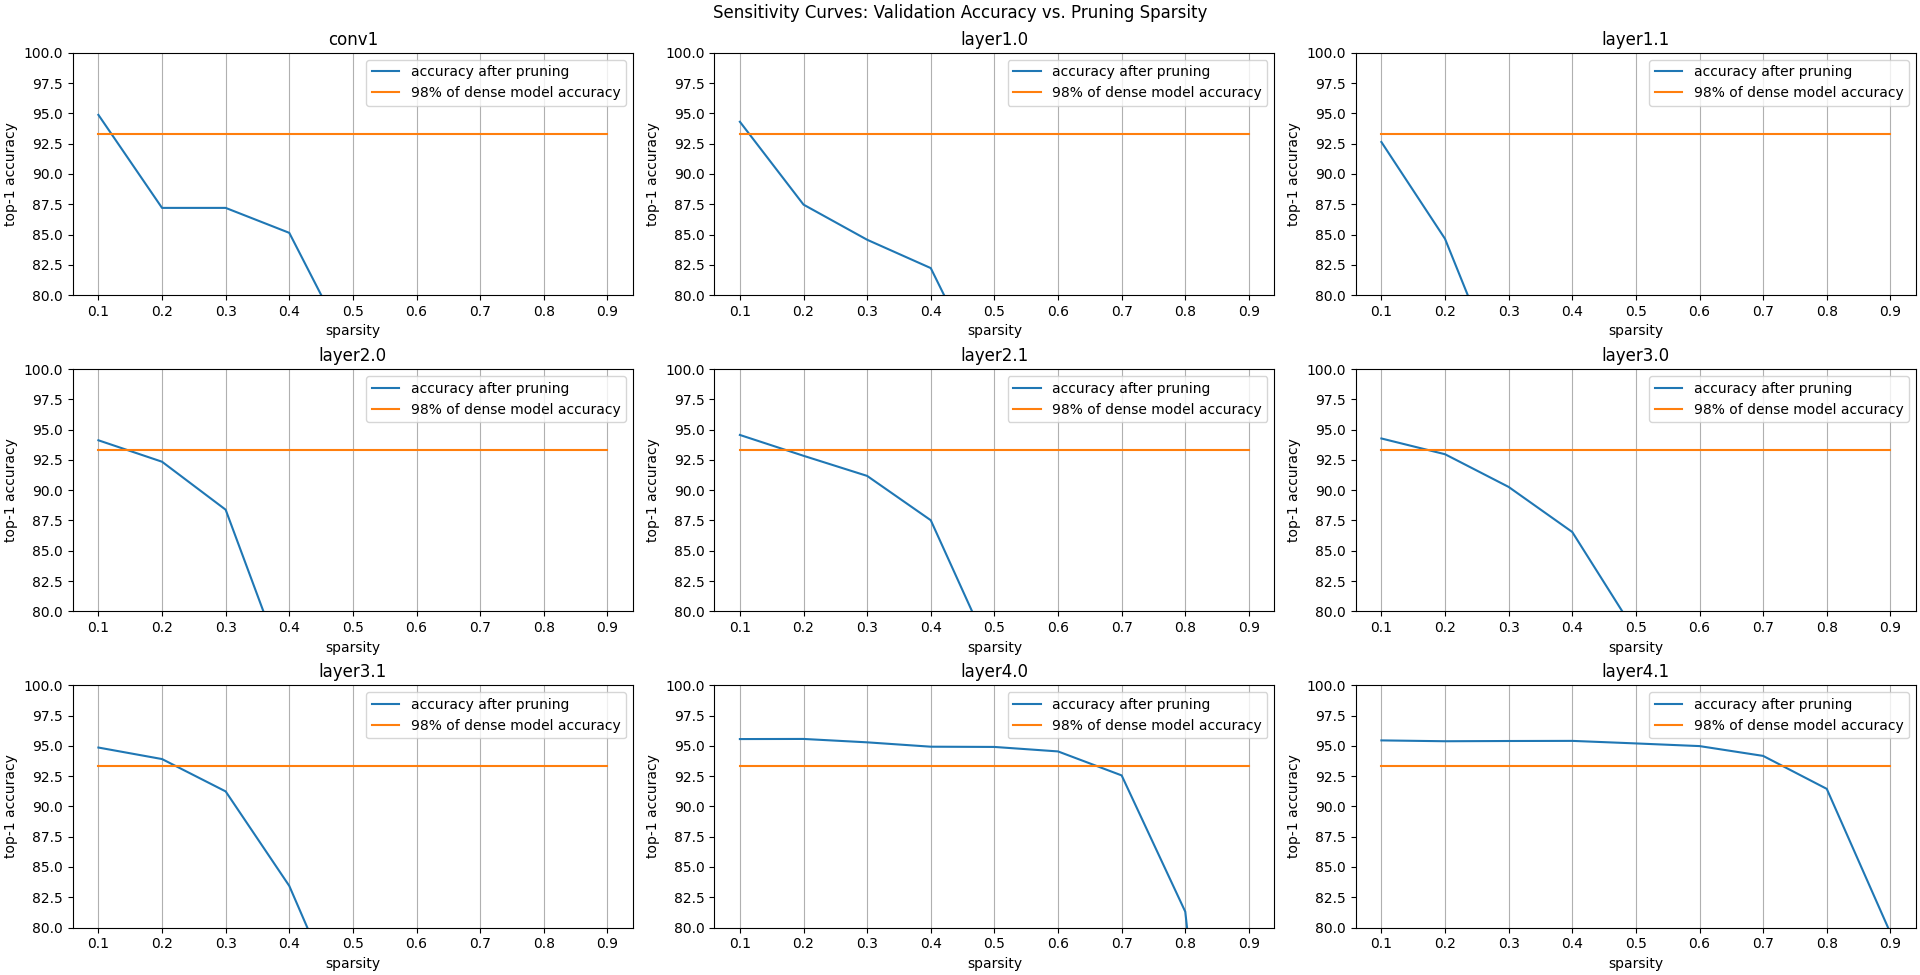 Sensitivity Curves: Validation Accuracy vs. Pruning Sparsity
conv1
100.0
97.5
95.0
92.5
90.0
87.5
85.0
82.5
80.0
top-1 accuracy
accuracy after pruning
98% of dense model accuracy
0.1 0.2 0.3 0.4 0.5 0.6 0.7 0.8 0.9
sparsity
layer1.0
100.0
97.5
95.0
92.5
90.0
87.5
85.0
82.5
80.0
top-1 accuracy
accuracy after pruning
98% of dense model accuracy
0.1 0.2 0.3 0.4 0.5 0.6 0.7 0.8 0.9
sparsity
layer1.1
100.0
97.5
95.0
92.5
90.0
87.5
85.0
82.5
80.0
top-1 accuracy
accuracy after pruning
98% of dense model accuracy
0.1 0.2 0.3 0.4 0.5 0.6 0.7 0.8 0.9
sparsity
layer2.0
100.0
97.5
95.0
92.5
90.0
87.5
85.0
82.5
80.0
top-1 accuracy
accuracy after pruning
98% of dense model accuracy
0.1 0.2 0.3 0.4 0.5 0.6 0.7 0.8 0.9
sparsity
layer2.1
100.0
97.5
95.0
92.5
90.0
87.5
85.0
82.5
80.0
top-1 accuracy
accuracy after pruning
98% of dense model accuracy
0.1 0.2 0.3 0.4 0.5 0.6 0.7 0.8 0.9
sparsity
layer3.0
100.0
97.5
95.0
92.5
90.0
87.5
85.0
82.5
80.0
top-1 accuracy
accuracy after pruning
98% of dense model accuracy
0.1 0.2 0.3 0.4 0.5 0.6 0.7 0.8 0.9
sparsity
layer3.1
100.0
97.5
95.0
92.5
90.0
87.5
85.0
82.5
80.0
top-1 accuracy
accuracy after pruning
98% of dense model accuracy
0.1 0.2 0.3 0.4 0.5 0.6 0.7 0.8 0.9
sparsity
layer4.0
100.0
97.5
95.0
92.5
90.0
87.5
85.0
82.5
80.0
top-1 accuracy
accuracy after pruning
98% of dense model accuracy
0.1 0.2 0.3 0.4 0.5 0.6 0.7 0.8 0.9
sparsity
layer4.1
100.0
97.5
95.0
92.5
90.0
87.5
85.0
82.5
80.0
top-1 accuracy
accuracy after pruning
98% of dense model accuracy
0.1 0.2 0.3 0.4 0.5 0.6 0.7 0.8 0.9
sparsity